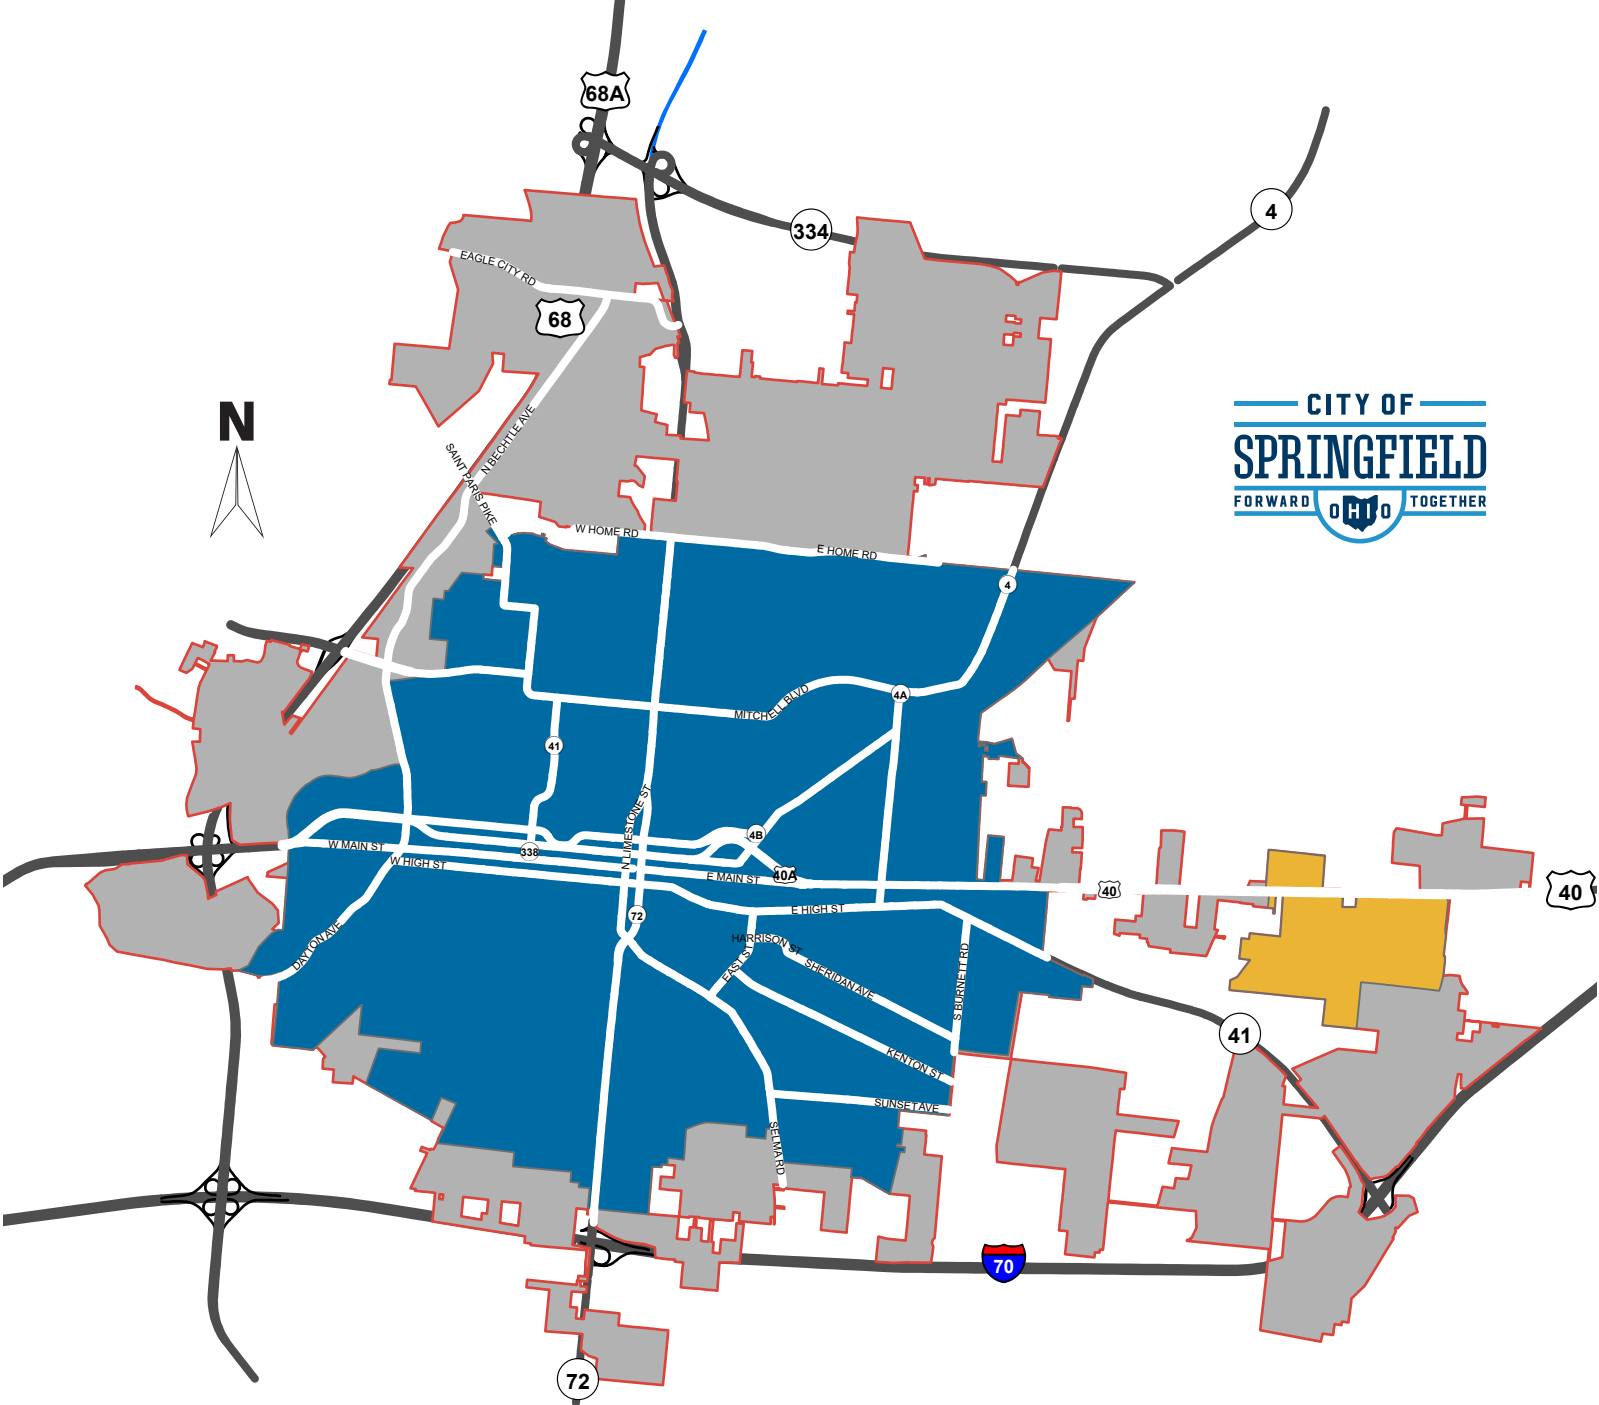 68A
4
334
EAGLE CITY RD
68
CITY OF
SPRINGFIELD
FORWARD
TOGETHER
OHIO
N
N BECHTLE AVE
SAINT PARIS PIKE
W HOME RD
E HOME RD
4
4A
MITCHELL BLVD
41
N LIMESTONE ST
4B
338
W MAIN ST
W HIGH ST
E MAIN ST
40A
40
40
E HIGH ST
72
HARRISON ST
EAST ST
SHERIDAN AVE
S BURNETT RD
DAYTON AVE
41
KENTON ST
SUNSET AVE
SELMA RD
70
72